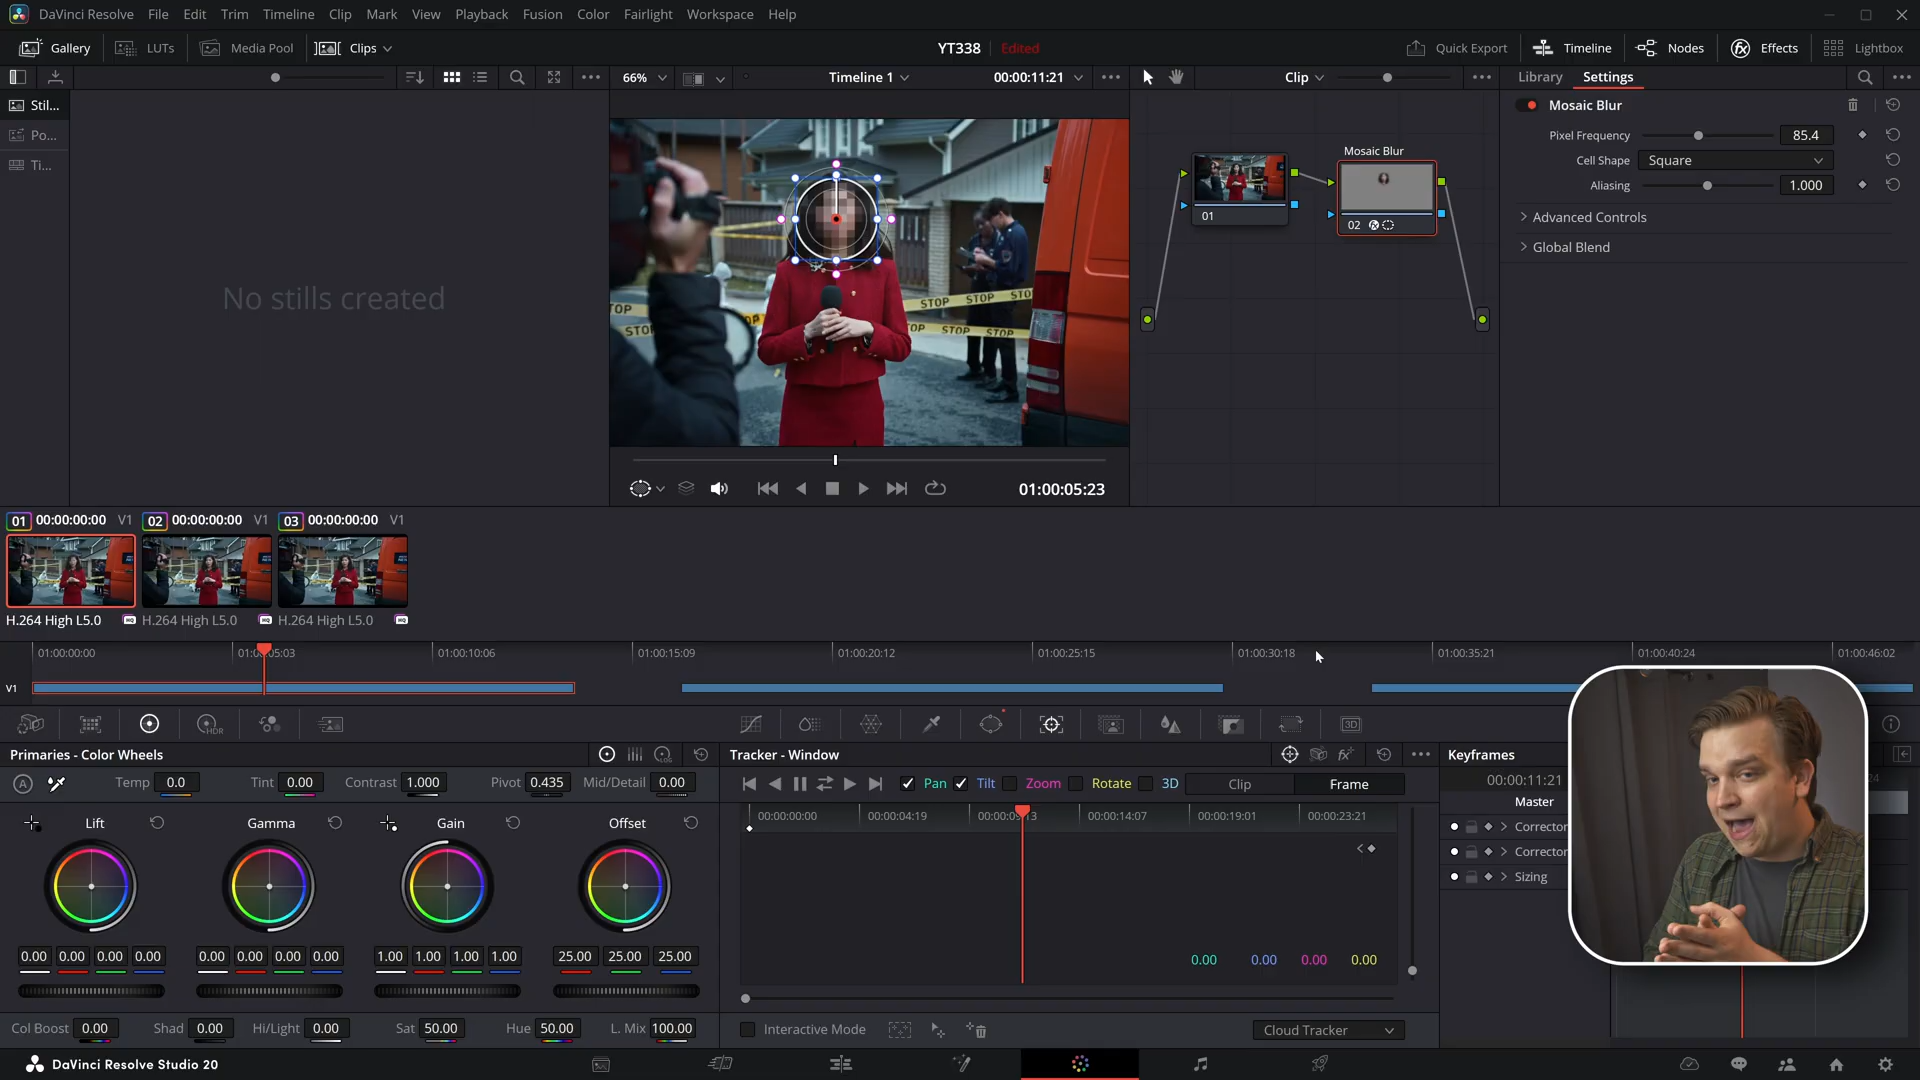 DaVinci Resolve File Edit Trim Timeline Clip Mark View Playback Fusion Color Fairlight Workspace Help
Gallery LUTs Media Pool Clips YT338 Edited Quick Export Timeline Nodes Effects Lightbox
66% Timeline 1 00:00:11:21 Clip Library Settings
Stil...
Po...
Ti...
No stills created
STOP STOP STOP
STOP STOP STOP
Mosaic Blur
01
02
Mosaic Blur
Pixel Frequency 85.4
Cell Shape Square
Aliasing 1.000
Advanced Controls
Global Blend
01:00:05:23
01 00:00:00:00 V1 02 00:00:00:00 V1 03 00:00:00:00 V1
H.264 High L5.0 HQ H.264 High L5.0 HQ H.264 High L5.0 HQ
01:00:00:00 01:00:05:03 01:00:10:06 01:00:15:09 01:00:20:12 01:00:25:15 01:00:30:18 01:00:35:21 01:00:40:24 01:00:46:02
V1
HDR 3D
Primaries - Color Wheels LOG Tracker - Window Keyframes
A Temp 0.0 Tint 0.00 Contrast 1.000 Pivot 0.435 Mid/Detail 0.00
Pan Tilt Zoom Rotate 3D Clip Frame
00:00:11:21
Master
Corrector
Corrector
Sizing
Lift Gamma Gain Offset
00:00:00:00 00:00:04:19 00:00:09:13 00:00:14:07 00:00:19:01 00:00:23:21
0.00 0.00 0.00 0.00 0.00 0.00 0.00 0.00 1.00 1.00 1.00 1.00 25.00 25.00 25.00
0.00 0.00 0.00 0.00
Col Boost 0.00 Shad 0.00 Hi/Light 0.00 Sat 50.00 Hue 50.00 L. Mix 100.00
Interactive Mode Cloud Tracker
DaVinci Resolve Studio 20